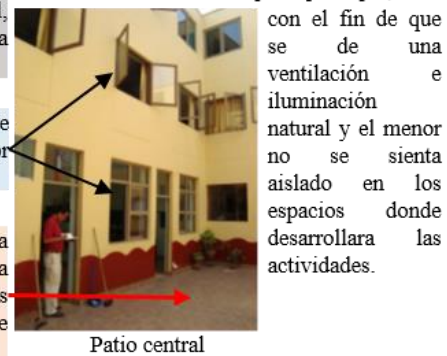 con el fin de que
se de una
ventilación e
iluminación
natural y el menor
no se sienta
aislado en los
espacios donde
desarrollara las
actividades.
Patio central